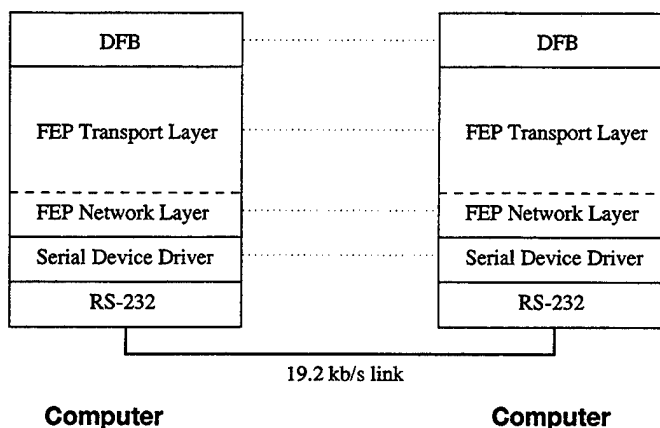 DFB
DFB
FEP Transport Layer
FEP Transport Layer
FEP Network Layer
FEP Network Layer
Serial Device Driver
Serial Device Driver
RS-232
RS-232
19.2 kb/s link
Computer
Computer